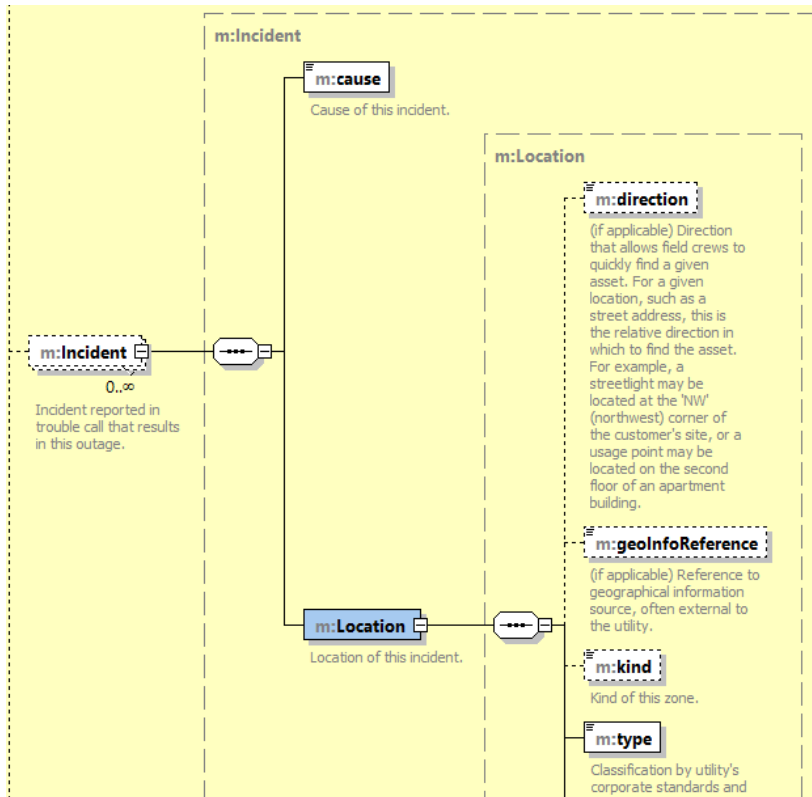 m:Incident
m:cause
Cause of this incident.
m:Location
m:direction
(if applicable) Direction
that allows field crews to
quickly find a given
asset. For a given
location, such as a
street address, this is
the relative direction in
which to find the asset.
For example, a
streetlight may be
located at the 'NW'
(northwest) corner of
the customer's site, or a
usage point may be
located on the second
floor of an apartment
building.
m:Incident
0..∞
Incident reported in
trouble call that results
in this outage.
m:geoInfoReference
(if applicable) Reference to
geographical information
source, often external to
the utility.
m:Location
Location of this incident.
m:kind
Kind of this zone.
m:type
Classification by utility's
corporate standards and